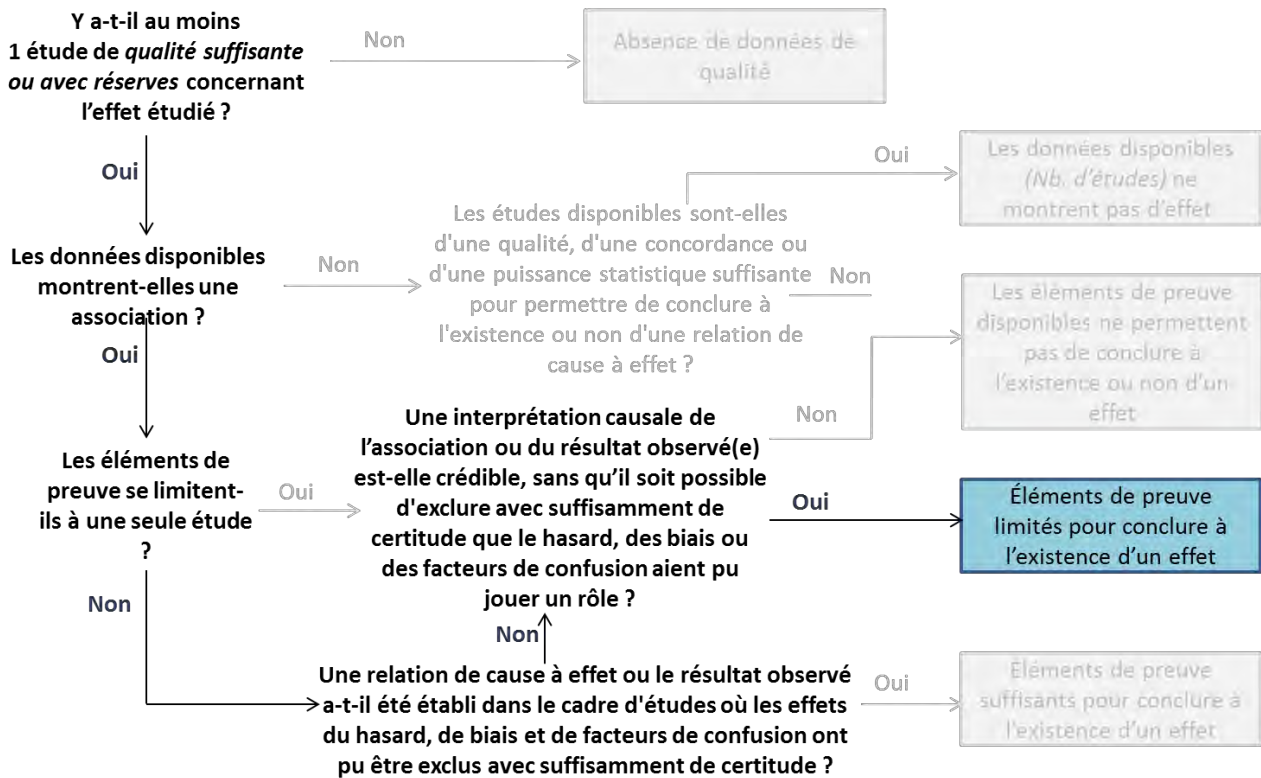 Y a-t-il au moins
1 étude de qualité suffisante
ou avec réserves concernant
l'effet étudié ?
Non
Absence de données de
qualité
Oui
Oui
Les données disponibles
(Nb. d'études) ne
montrent pas d'effet
Les données disponibles
montrent-elles une
association ?
Non
Les études disponibles sont-elles
d'une qualité, d'une concordance ou
d'une puissance statistique suffisante
pour permettre de conclure à
l'existence ou non d'une relation de
cause à effet ?
Non
Les éléments de preuve
disponibles ne permettent
pas de conclure à
l'existence ou non d'un
effet
Oui
Les éléments de
preuve se limitent-
ils à une seule étude
?
Oui
Une interprétation causale de
l'association ou du résultat observé(e)
est-elle crédible, sans qu'il soit possible
d'exclure avec suffisamment de
certitude que le hasard, des biais ou
des facteurs de confusion aient pu
jouer un rôle ?
Non
Oui
Éléments de preuve
limités pour conclure à
l'existence d'un effet
Non
Non
Une relation de cause à effet ou le résultat observé
a-t-il été établi dans le cadre d'études où les effets
du hasard, de biais et de facteurs de confusion ont
pu être exclus avec suffisamment de certitude ?
Oui
Éléments de preuve
suffisants pour conclure à
l'existence d'un effet